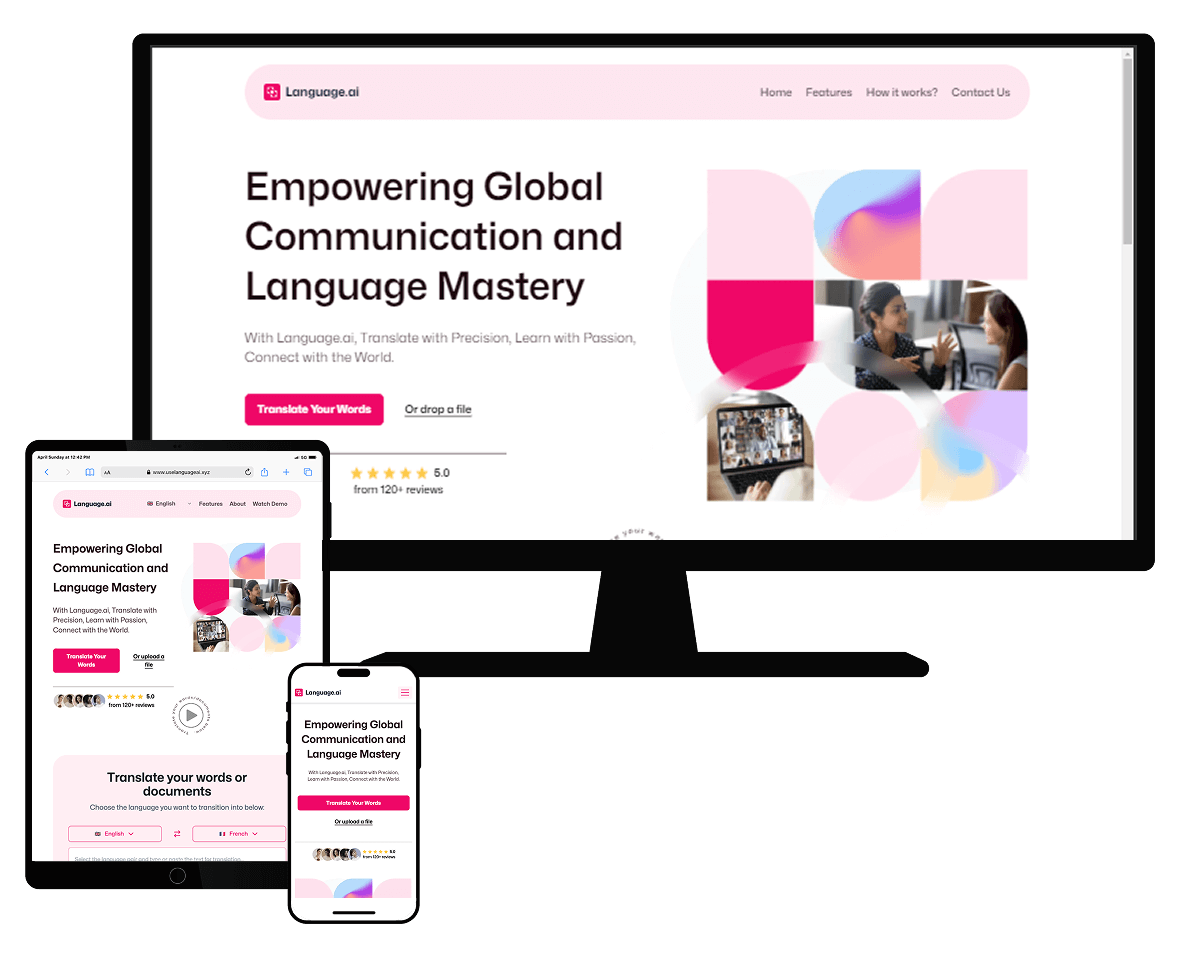 Language.ai
Home Features How it works? Contact Us
Empowering Global
Communication and
Language Mastery
With Language.ai, Translate with Precision, Learn with Passion,
Connect with the World.
Translate Your Words Or drop a file
5.0
from 120+ reviews
April Sunday at 12:42 PM 5G
AA www.uselanguageai.xyz
Language.ai English Features About Watch Demo
Empowering Global
Communication and
Language Mastery
With Language.ai, Translate with
Precision, Learn with Passion,
Connect with the World.
Translate Your
Words
Or upload a
file
5.0
from 120+ reviews
Translate your words or
documents
Choose the language you want to transition into below:
English French
Select the language pair and type or paste the text for translation.
Language.ai
Empowering Global
Communication and
Language Mastery
With Language.ai, Translate with Precision,
Learn with Passion, Connect with the World.
Translate Your Words
Or upload a file
5.0
from 120+ reviews